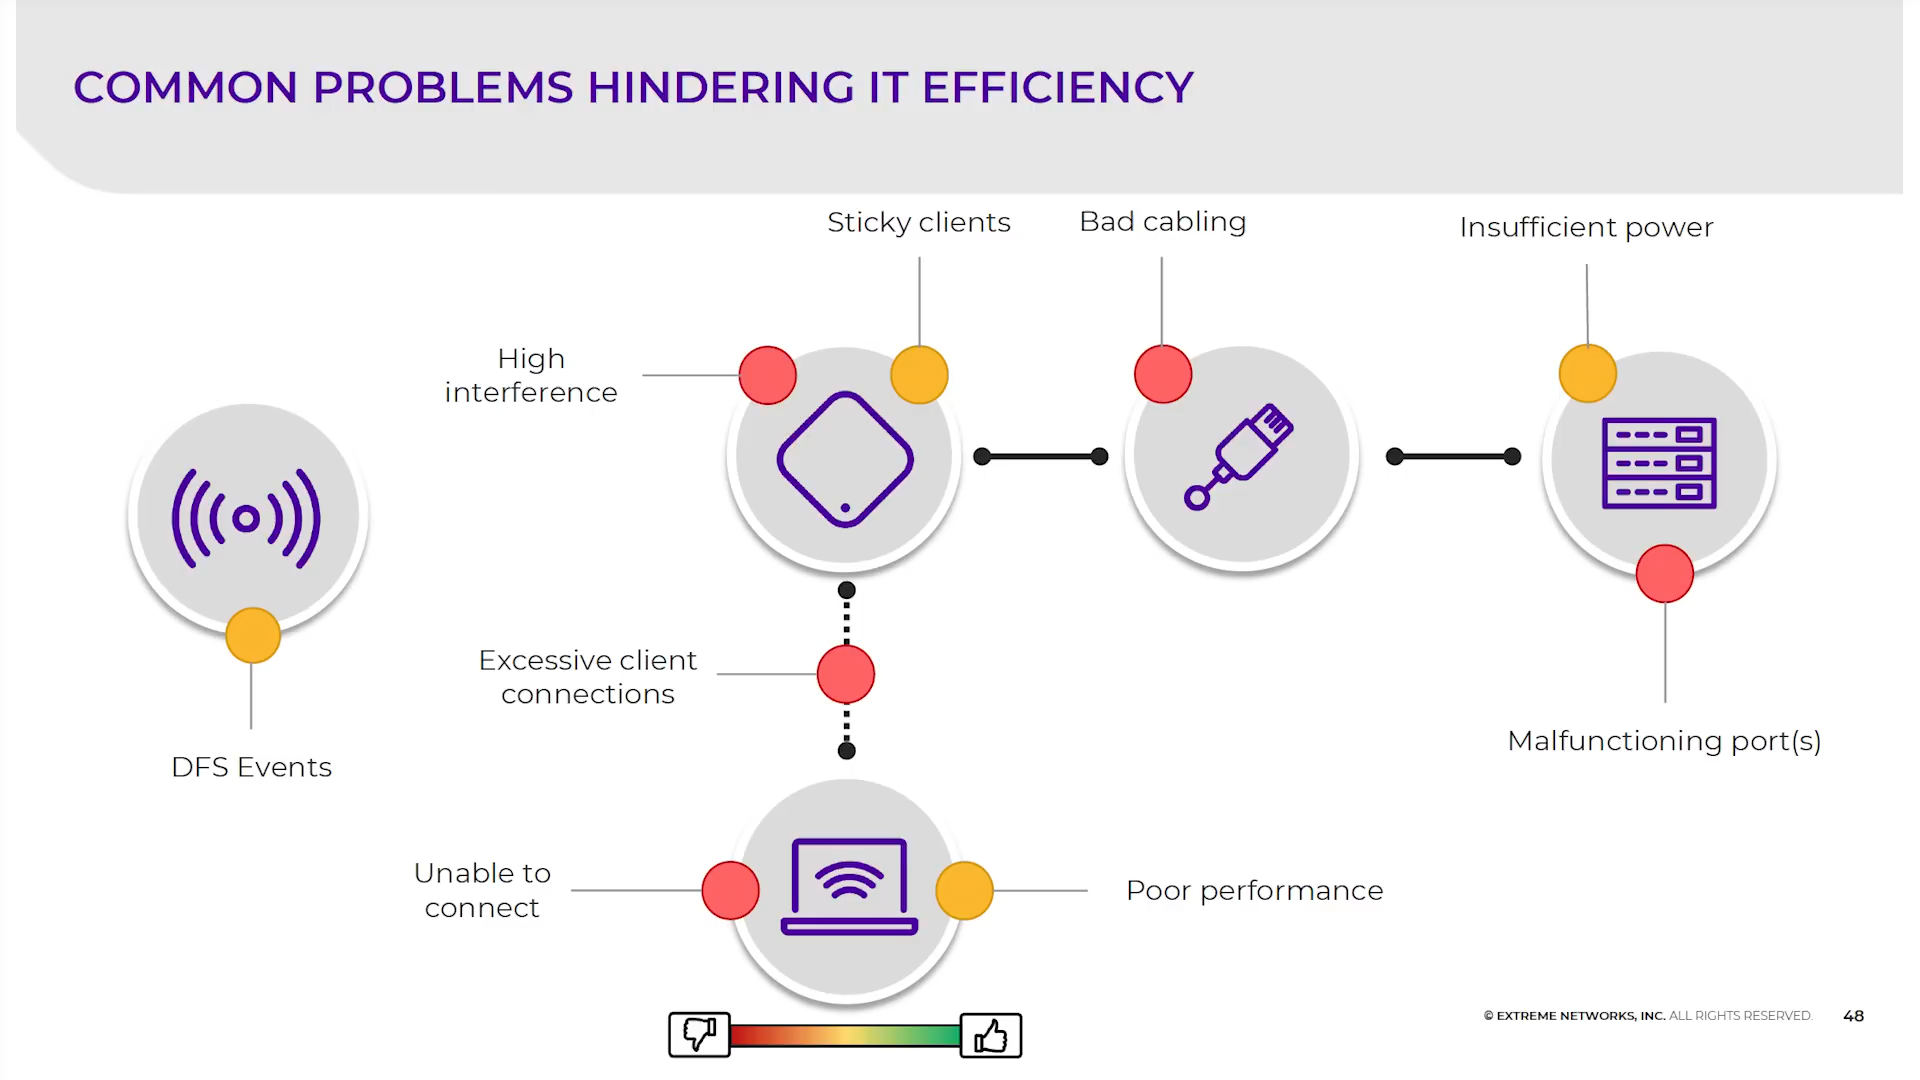 COMMON PROBLEMS HINDERING IT EFFICIENCY
Sticky clients
Bad cabling
Insufficient power
High
interference
Excessive client
connections
DFS Events
Malfunctioning port(s)
Unable to
connect
Poor performance
© EXTREME NETWORKS, INC. ALL RIGHTS RESERVED. 48